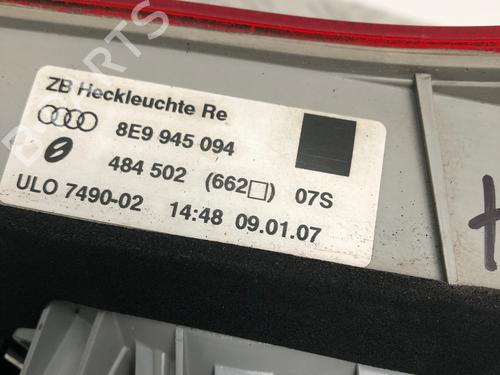 ZB Heckleuchte Re
8E9 945 094
484 502 (662□) 07S
ULO 7490-02 14:48 09.01.07